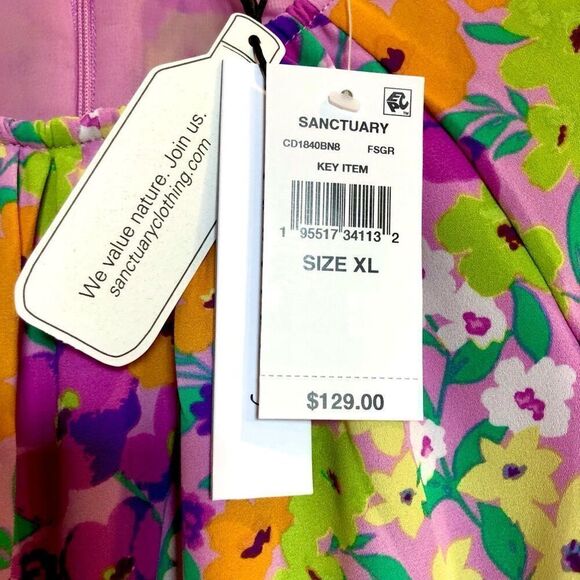 We value nature. Join us.
sanctuaryclothing.com
EPIC™
SANCTUARY
CD1840BN8 FSGR
KEY ITEM
1 95517 34113 2
SIZE XL
$129.00